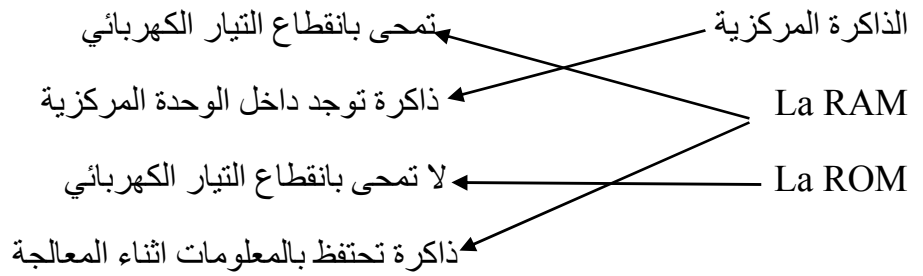 الذاكرة المركزية تمحى بانقطاع التيار الكهربائي
La RAM ذاكرة توجد داخل الوحدة المركزية
La ROM لا تمحى بانقطاع التيار الكهربائي
ذاكرة تحتفظ بالمعلومات اثناء المعالجة